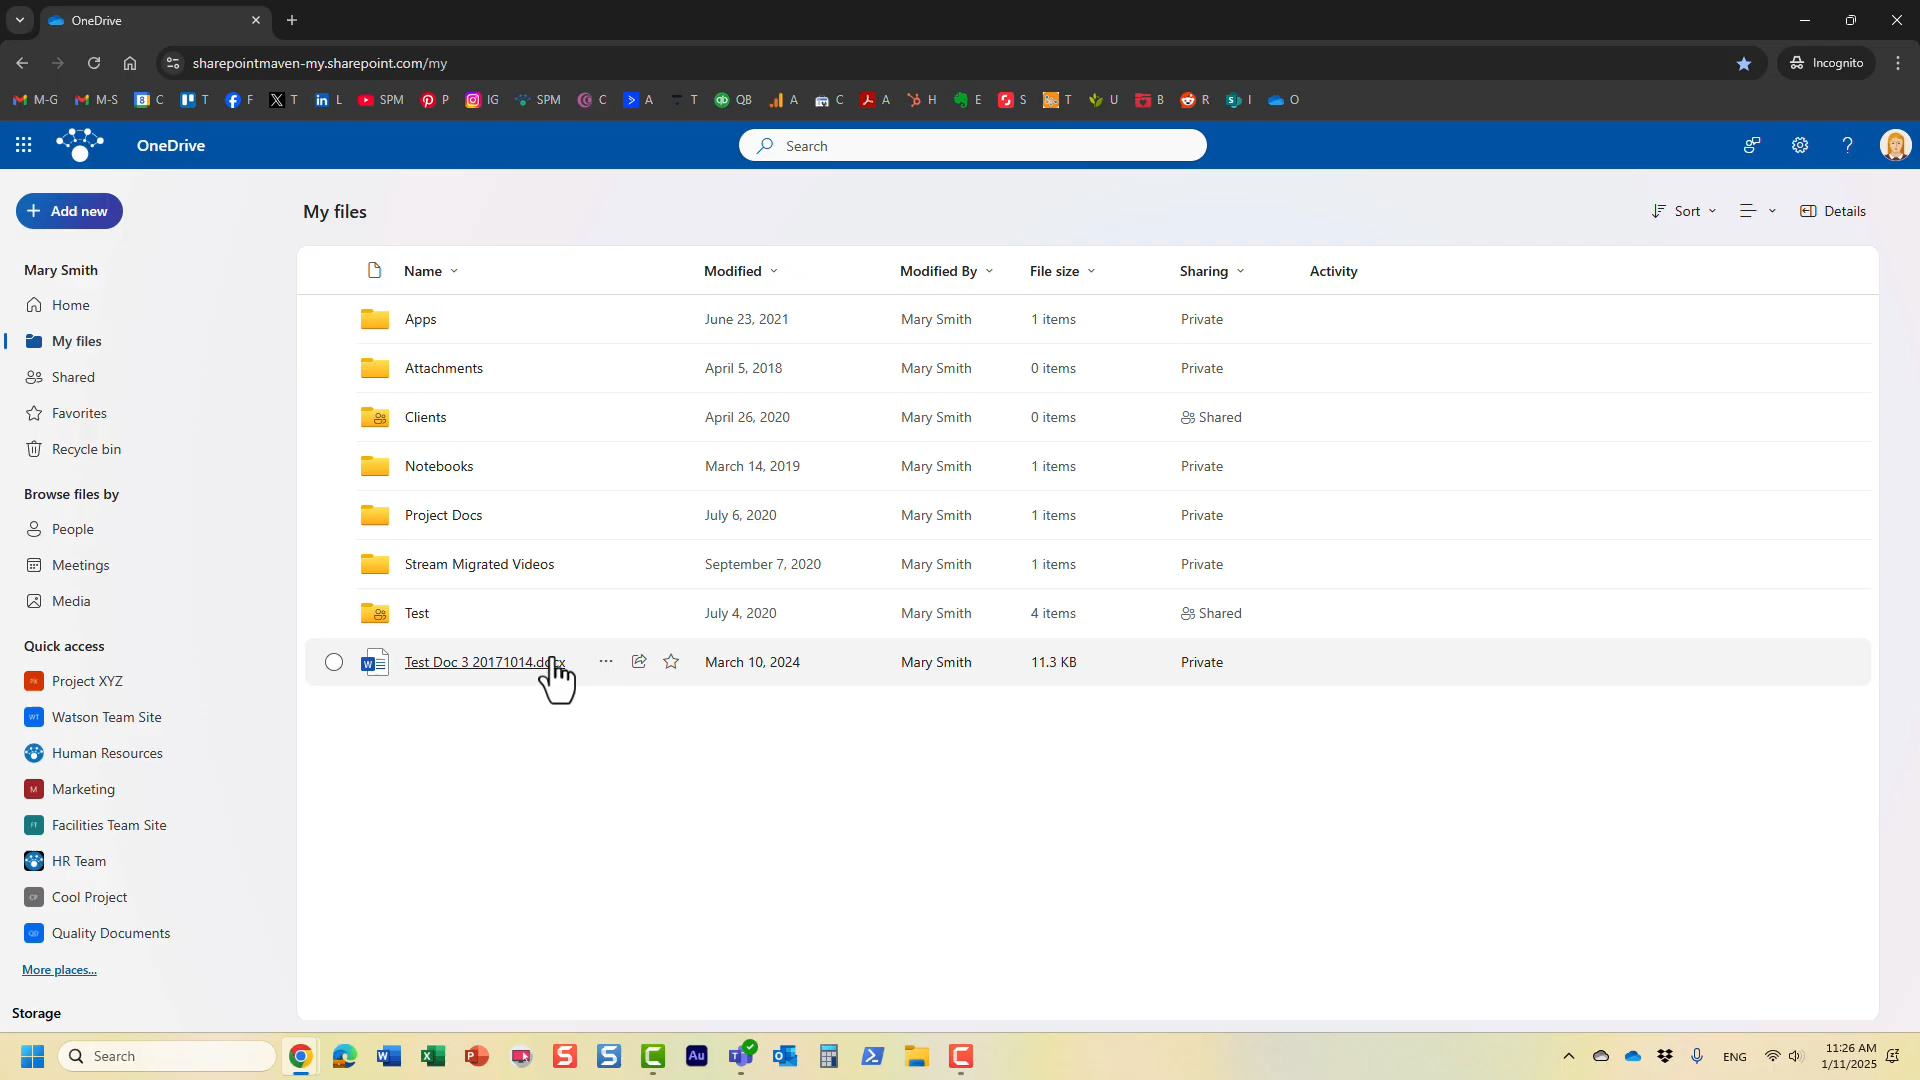 OneDrive
sharepointmaven-my.sharepoint.com/my
Incognito
M-G M-S C T F T L SPM P IG SPM C A T QB A C A H E S T U B R I O
OneDrive
Search
Add new
My files
Sort
Details
Mary Smith
Home
My files
Shared
Favorites
Recycle bin
Browse files by
People
Meetings
Media
Quick access
Project XYZ
Watson Team Site
Human Resources
Marketing
Facilities Team Site
HR Team
Cool Project
Quality Documents
More places...
Storage
Name Modified Modified By File size Sharing Activity
Apps June 23, 2021 Mary Smith 1 items Private
Attachments April 5, 2018 Mary Smith 0 items Private
Clients April 26, 2020 Mary Smith 0 items Shared
Notebooks March 14, 2019 Mary Smith 1 items Private
Project Docs July 6, 2020 Mary Smith 1 items Private
Stream Migrated Videos September 7, 2020 Mary Smith 1 items Private
Test July 4, 2020 Mary Smith 4 items Shared
Test Doc 3 20171014.docx March 10, 2024 Mary Smith 11.3 KB Private
Search
ENG
11:26 AM
1/11/2025